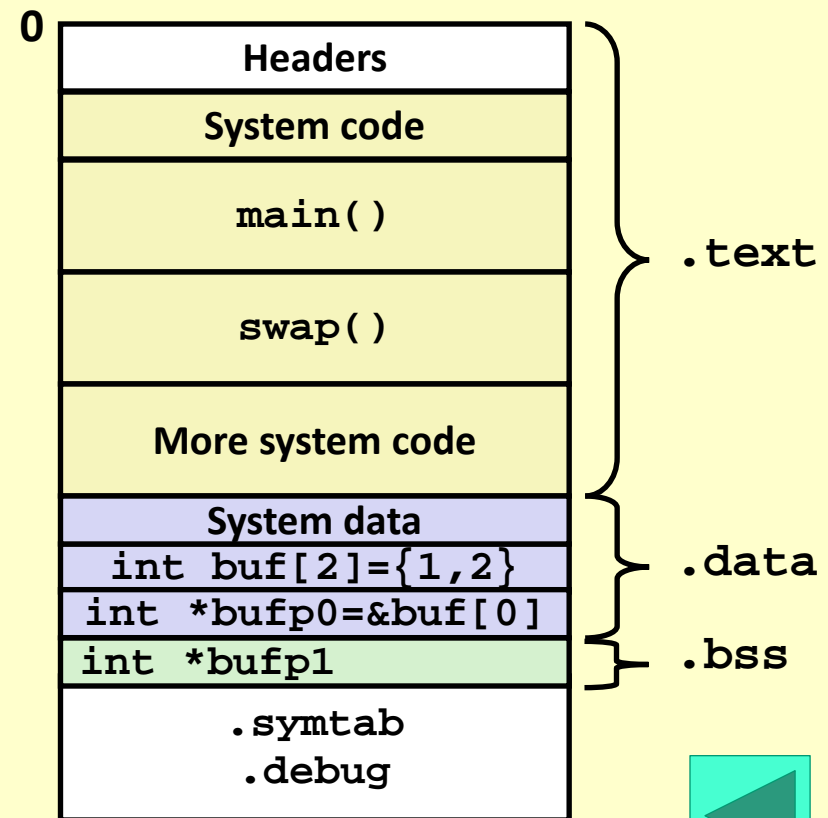 0
Headers
System code
main()
swap()
More system code
.text
System data
int buf[2]={1,2}
int *bufp0=&buf[0]
.data
int *bufp1
.bss
.symtab
.debug